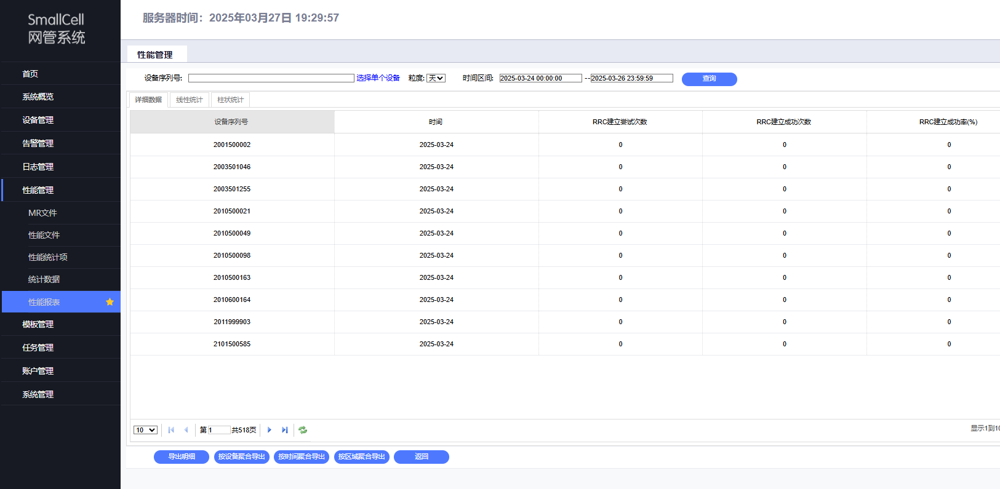 SmallCell
网管系统
服务器时间：2025年03月27日 19:29:57
首页
系统概览
设备管理
告警管理
日志管理
性能管理
MR文件
性能文件
性能统计项
统计数据
性能报表
模板管理
任务管理
账户管理
系统管理
性能管理
设备序列号: 选择单个设备 粒度: 天 时间区间: 2025-03-24 00:00:00 --2025-03-26 23:59:59 查询
详细数据 线性统计 柱状统计
设备序列号 时间 RRC建立尝试次数 RRC建立成功次数 RRC建立成功率(%)
2001500002 2025-03-24 0 0 0
2003501046 2025-03-24 0 0 0
2003501255 2025-03-24 0 0 0
2010500021 2025-03-24 0 0 0
2010500049 2025-03-24 0 0 0
2010500098 2025-03-24 0 0 0
2010500163 2025-03-24 0 0 0
2010600164 2025-03-24 0 0 0
2011999903 2025-03-24 0 0 0
2101500585 2025-03-24 0 0 0
10 第 1 共518页 显示1到10
导出明细 按设备聚合导出 按时间聚合导出 按区域聚合导出 返回